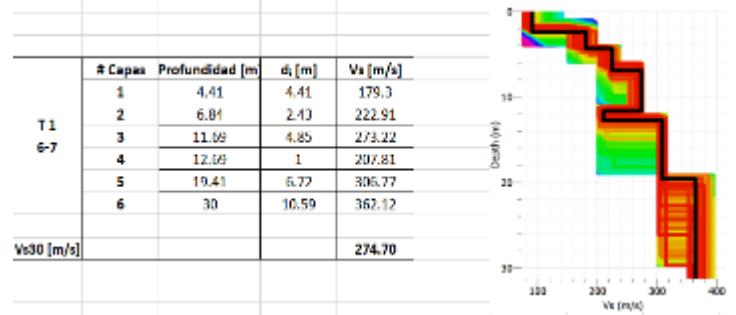 # Capas Profundidad [m] dᵢ [m] Vs [m/s]
T 1
6-7
1 4.41 4.41 179.3
2 6.84 2.43 222.91
3 11.69 4.85 273.22
4 12.69 1 207.81
5 19.41 6.72 306.77
6 30 10.59 362.12
Vs30 [m/s] 274.70
0
10
20
30
Depth (m)
100 200 300 400
Vs (m/s)